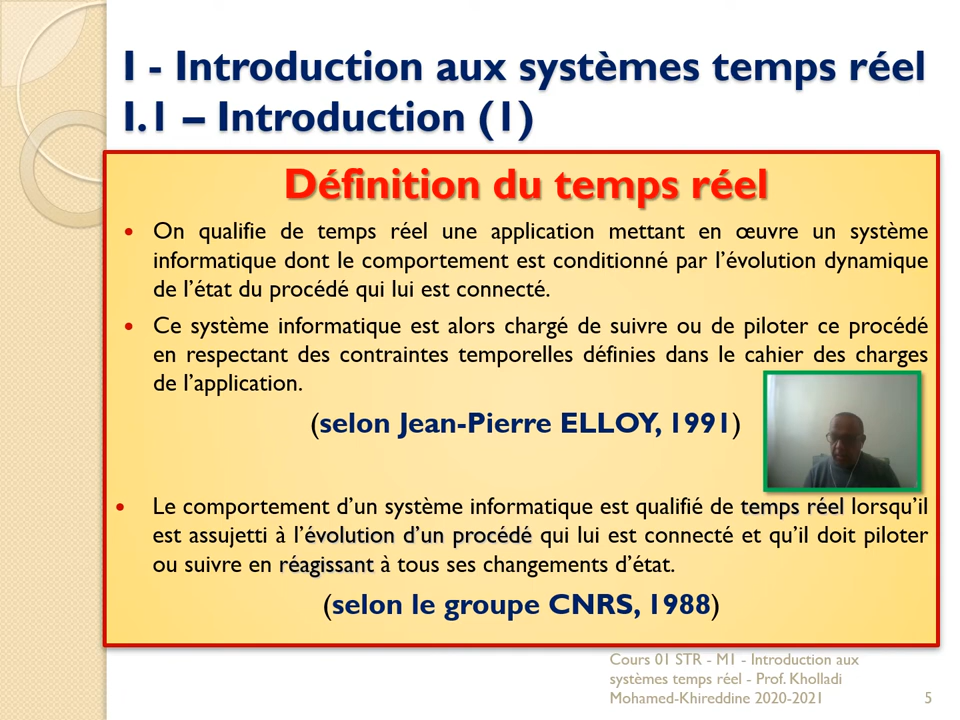 I - Introduction aux systèmes temps réel
I.1 – Introduction (1)
Définition du temps réel
• On qualifie de temps réel une application mettant en œuvre un système
informatique dont le comportement est conditionné par l’évolution dynamique
de l’état du procédé qui lui est connecté.
• Ce système informatique est alors chargé de suivre ou de piloter ce procédé
en respectant des contraintes temporelles définies dans le cahier des charges
de l’application.
(selon Jean-Pierre ELLOY, 1991)
• Le comportement d’un système informatique est qualifié de temps réel lorsqu’il
est assujetti à l’évolution d’un procédé qui lui est connecté et qu’il doit piloter
ou suivre en réagissant à tous ses changements d’état.
(selon le groupe CNRS, 1988)
Cours 01 STR - M1 - Introduction aux
systèmes temps réel - Prof. Kholladi
Mohamed-Khireddine 2020-2021
5